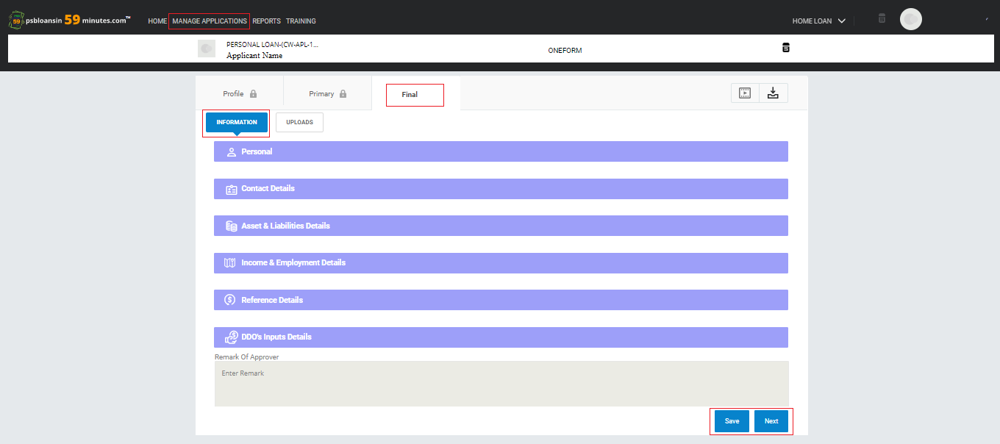 psb 59 psbloansin 59 minutes.com™ HOME MANAGE APPLICATIONS REPORTS TRAINING HOME LOAN
PERSONAL LOAN-(CW-APL-1...
Applicant Name
ONEFORM
Profile Primary Final
INFORMATION UPLOADS
Personal
Contact Details
Asset & Liabilities Details
Income & Employment Details
Reference Details
DDO's Inputs Details
Remark Of Approver
Enter Remark
Save Next